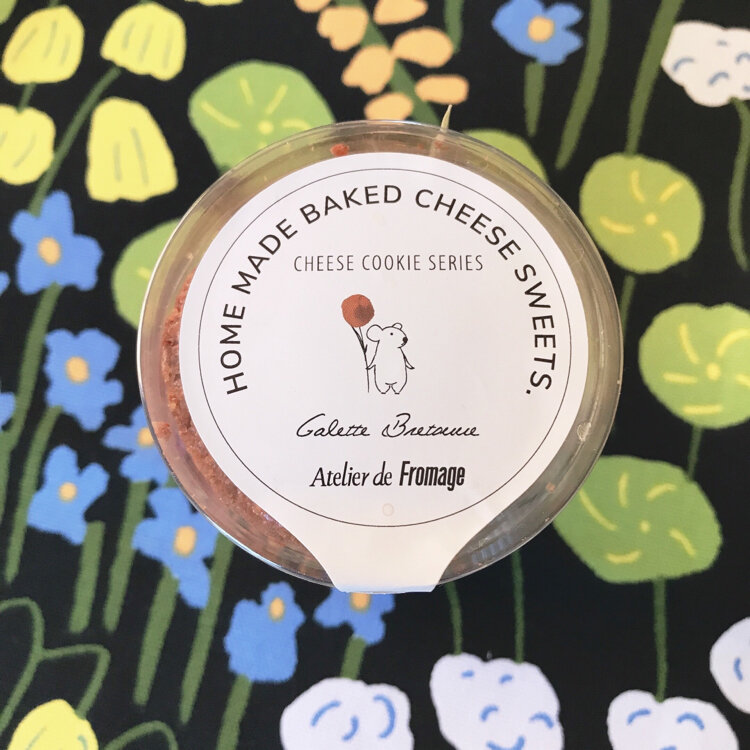 HOME MADE BAKED CHEESE SWEETS.
CHEESE COOKIE SERIES
Galette Bretonne
Atelier de Fromage